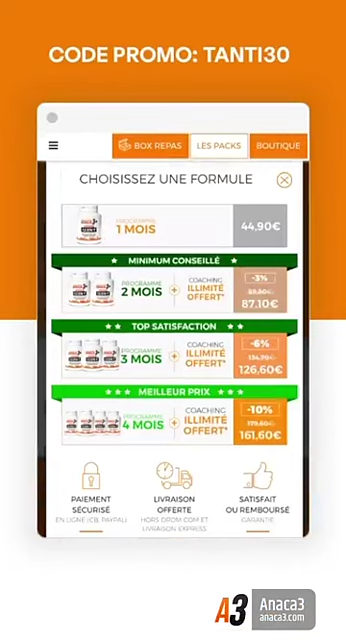 CODE PROMO: TANTI30
BOX REPAS
LES PACKS
BOUTIQUE
CHOISISSEZ UNE FORMULE
PROGRAMME
1 MOIS
44,90€
MINIMUM CONSEILLÉ
PROGRAMME
2 MOIS
+
COACHING
ILLIMITÉ
OFFERT*
-3%
89,80€
87,10€
TOP SATISFACTION
PROGRAMME
3 MOIS
+
COACHING
ILLIMITÉ
OFFERT*
-6%
134,70€
126,60€
MEILLEUR PRIX
PROGRAMME
4 MOIS
+
COACHING
ILLIMITÉ
OFFERT*
-10%
179,60€
161,60€
PAIEMENT
SÉCURISÉ
EN LIGNE (CB, PAYPAL)
LIVRAISON
OFFERTE
HORS DROM COM ET
LIVRAISON EXPRESS
SATISFAIT
OU REMBOURSÉ
GARANTIE
A3
Anaca3
anaca3.com